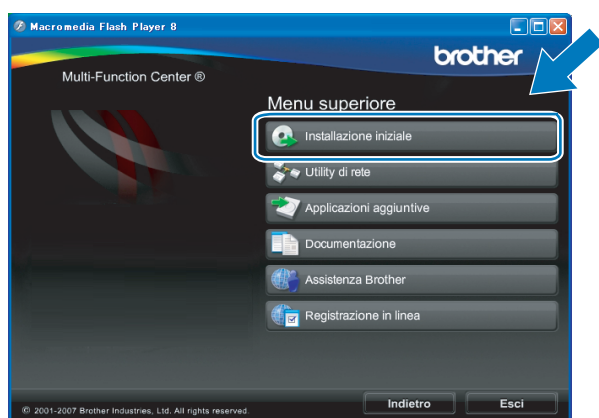 Macromedia Flash Player 8
brother
Multi-Function Center ®
Menu superiore
Installazione iniziale
Utility di rete
Applicazioni aggiuntive
Documentazione
Assistenza Brother
Registrazione in linea
Indietro
Esci
© 2001-2007 Brother Industries, Ltd. All rights reserved.